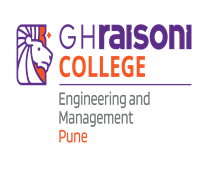 GHRAISONI
COLLEGE
Engineering and
Management
Pune